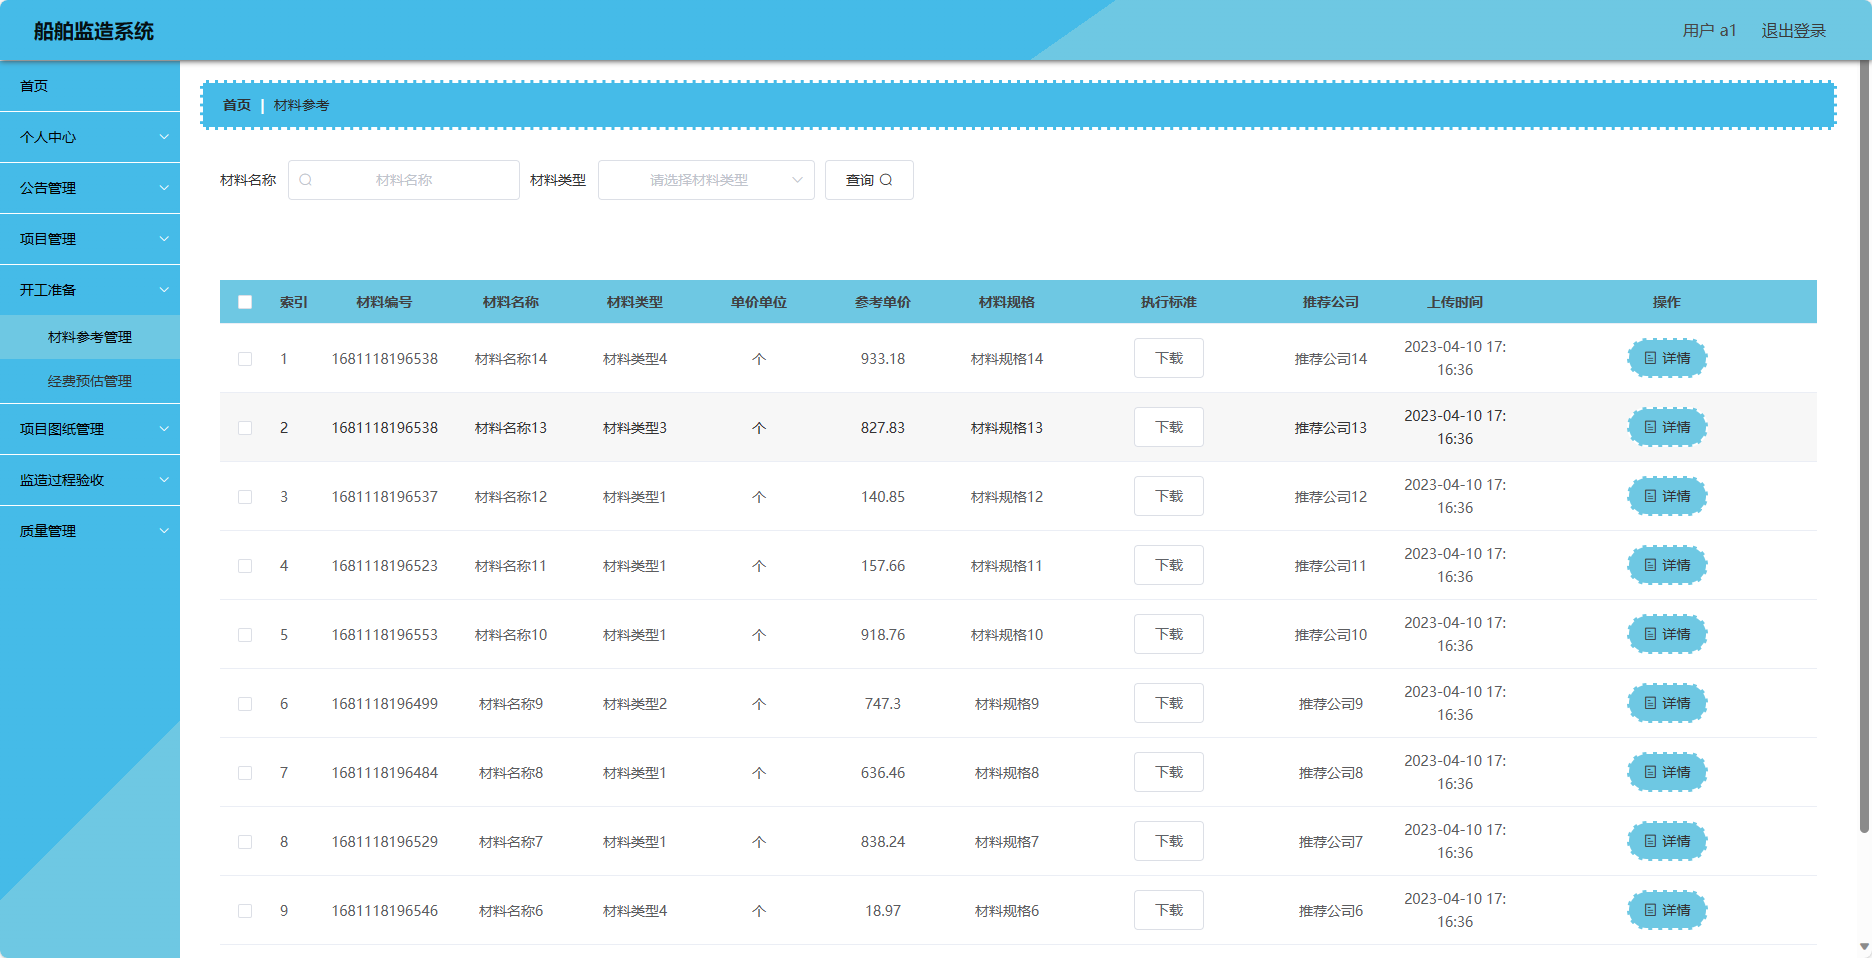 船舶监造系统
用户 a1 退出登录
首页
个人中心
公告管理
项目管理
开工准备
材料参考管理
经费预估管理
项目图纸管理
监造过程验收
质量管理
首页 | 材料参考
材料名称 材料名称 材料类型 请选择材料类型 查询
索引 材料编号 材料名称 材料类型 单价单位 参考单价 材料规格 执行标准 推荐公司 上传时间 操作
1 1681118196538 材料名称14 材料类型4 个 933.18 材料规格14 下载 推荐公司14 2023-04-10 17:
16:36 详情
2 1681118196538 材料名称13 材料类型3 个 827.83 材料规格13 下载 推荐公司13 2023-04-10 17:
16:36 详情
3 1681118196537 材料名称12 材料类型1 个 140.85 材料规格12 下载 推荐公司12 2023-04-10 17:
16:36 详情
4 1681118196523 材料名称11 材料类型1 个 157.66 材料规格11 下载 推荐公司11 2023-04-10 17:
16:36 详情
5 1681118196553 材料名称10 材料类型1 个 918.76 材料规格10 下载 推荐公司10 2023-04-10 17:
16:36 详情
6 1681118196499 材料名称9 材料类型2 个 747.3 材料规格9 下载 推荐公司9 2023-04-10 17:
16:36 详情
7 1681118196484 材料名称8 材料类型1 个 636.46 材料规格8 下载 推荐公司8 2023-04-10 17:
16:36 详情
8 1681118196529 材料名称7 材料类型1 个 838.24 材料规格7 下载 推荐公司7 2023-04-10 17:
16:36 详情
9 1681118196546 材料名称6 材料类型4 个 18.97 材料规格6 下载 推荐公司6 2023-04-10 17:
16:36 详情